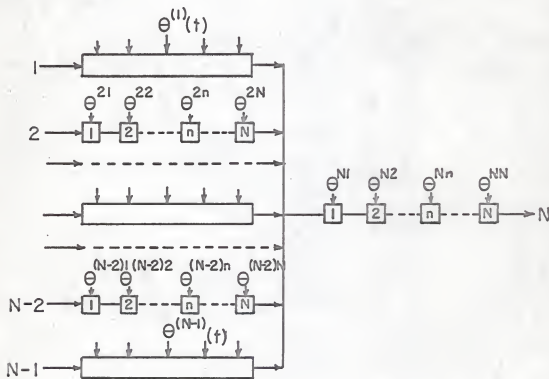 Θ^(1)(t)
1
Θ^21 Θ^22 Θ^2n Θ^2N
2 1 2 n N
Θ^N1 Θ^N2 Θ^Nn Θ^NN
1 2 n N N
Θ^(N-2)1 Θ^(N-2)2 Θ^(N-2)n Θ^(N-2)N
N-2 1 2 n N
Θ^(N-1)(t)
N-1